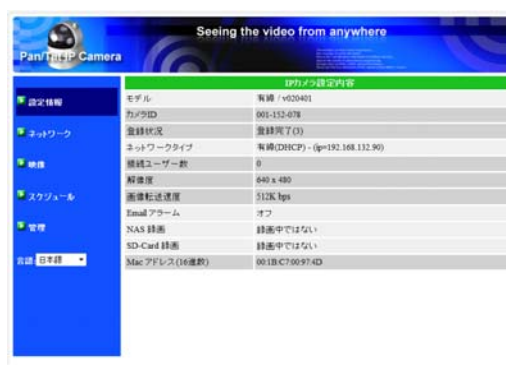 Seeing the video from anywhere
Pan/Tilt IP Camera
設定情報
ネットワーク
映像
スケジュール
管理
言語: 日本語
IPカメラ設定内容
モデル 有線 / v020401
カメラID 001-152-078
登録状況 登録完了(3)
ネットワークタイプ 有線(DHCP) - (ip=192.168.132.90)
接続ユーザー数 0
解像度 640 x 480
画像転送速度 512K bps
Email アラーム オフ
NAS 録画 録画中ではない
SD-Card 録画 録画中ではない
Mac アドレス(16進数) 00:1B:C7:00:97:4D